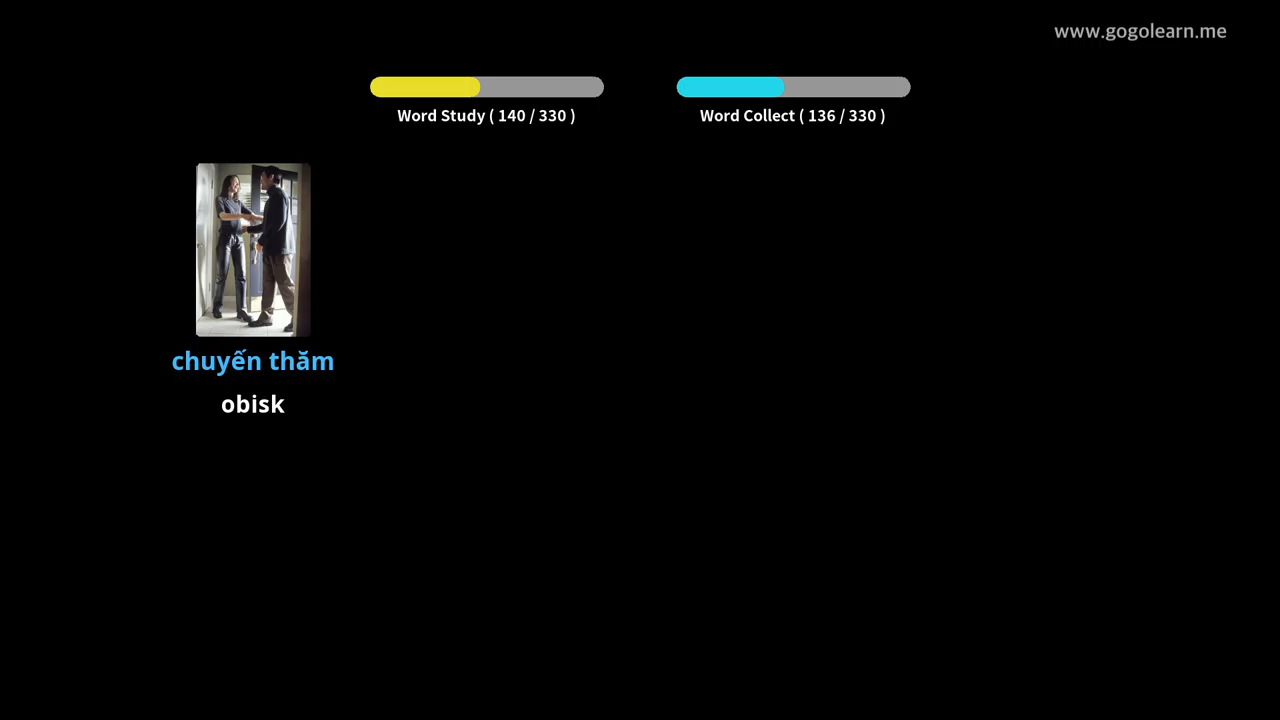 www.gogolearn.me
Word Study ( 140 / 330 )
Word Collect ( 136 / 330 )
chuyến thăm
obisk